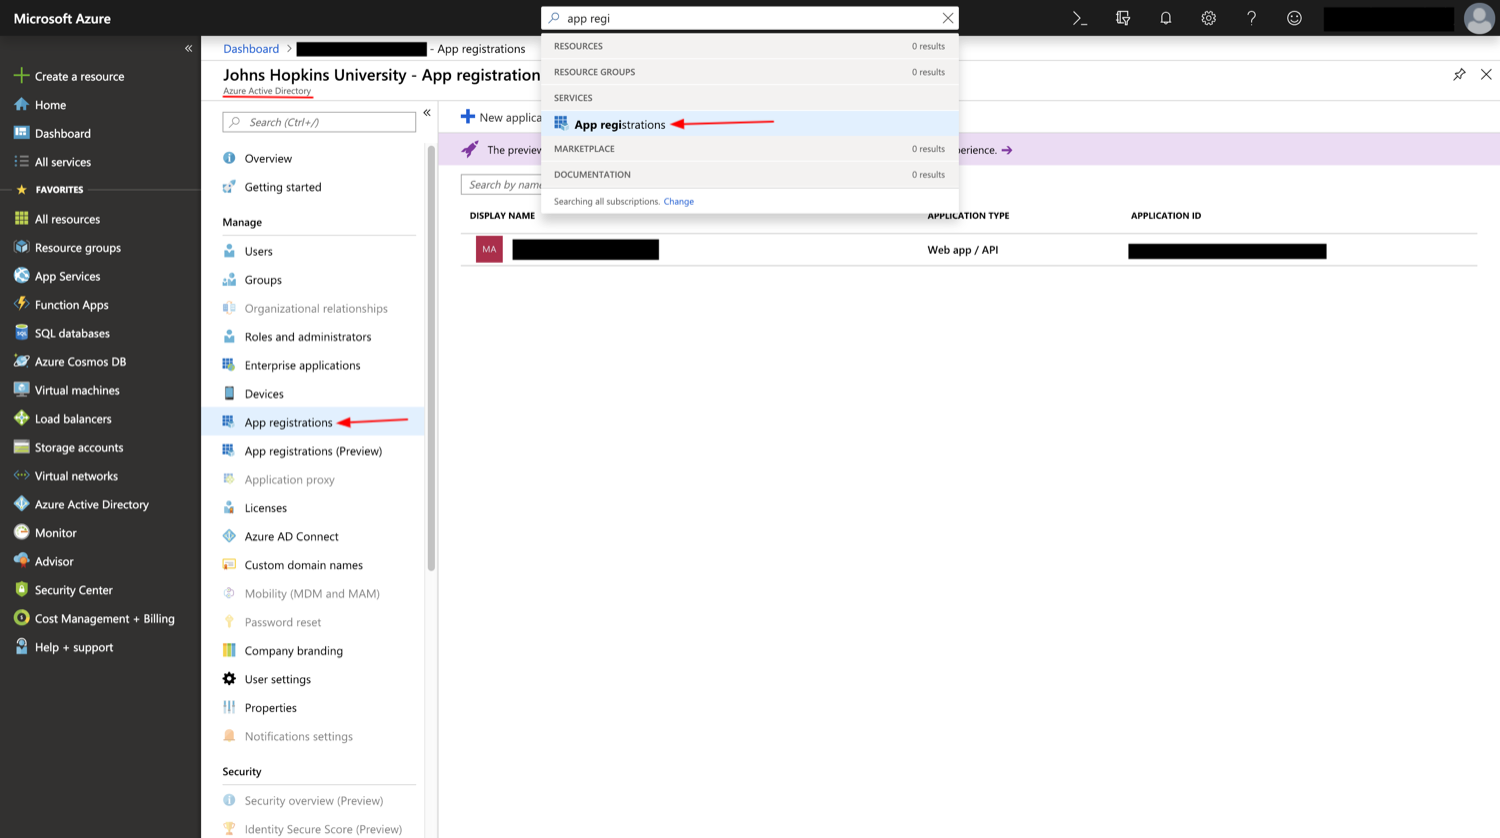 Microsoft Azure
app regi
Dashboard > - App registrations
Johns Hopkins University - App registration
Azure Active Directory
Search (Ctrl+/)
RESOURCES 0 results
RESOURCE GROUPS 0 results
SERVICES
App registrations
MARKETPLACE 0 results
DOCUMENTATION 0 results
Searching all subscriptions. Change
New applica
The preview
perience. →
Search by name
DISPLAY NAME APPLICATION TYPE APPLICATION ID
MA Web app / API
Create a resource
Home
Dashboard
All services
FAVORITES
All resources
Resource groups
App Services
Function Apps
SQL databases
Azure Cosmos DB
Virtual machines
Load balancers
Storage accounts
Virtual networks
Azure Active Directory
Monitor
Advisor
Security Center
Cost Management + Billing
Help + support
Overview
Getting started
Manage
Users
Groups
Organizational relationships
Roles and administrators
Enterprise applications
Devices
App registrations
App registrations (Preview)
Application proxy
Licenses
Azure AD Connect
Custom domain names
Mobility (MDM and MAM)
Password reset
Company branding
User settings
Properties
Notifications settings
Security
Security overview (Preview)
Identity Secure Score (Preview)